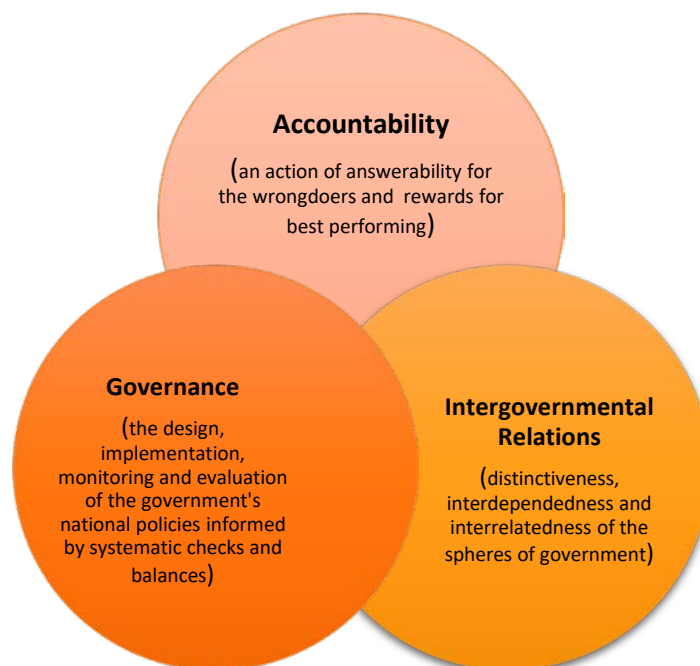 Accountability
(an action of answerability for
the wrongdoers and rewards for
best performing)
Governance
(the design,
implementation,
monitoring and evaluation
of the government's
national policies informed
by systematic checks and
balances)
Intergovernmental
Relations
(distinctiveness,
interdependedness and
interrelatedness of the
spheres of government)